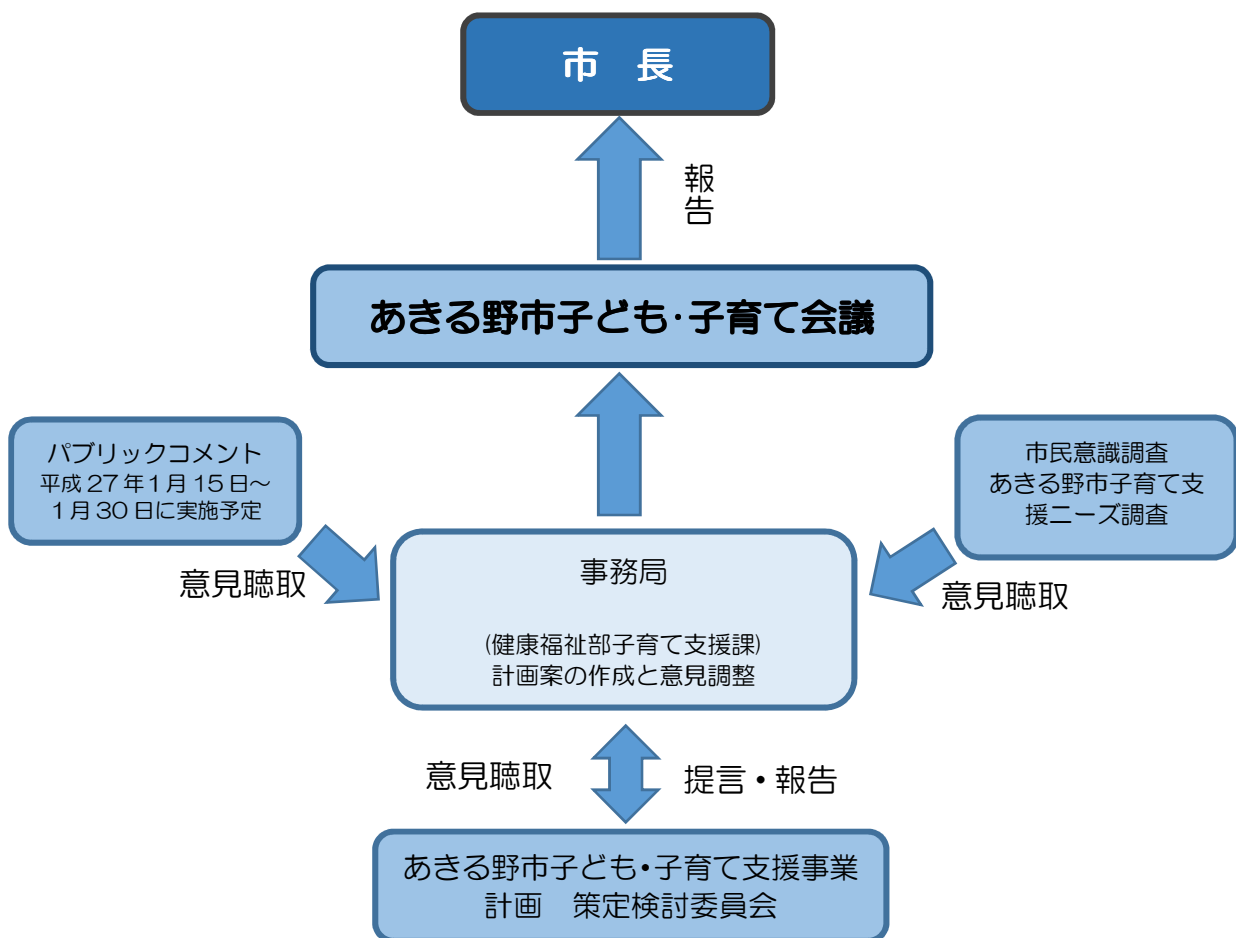 市　長
報
告
あきる野市子ども・子育て会議
パブリックコメント
平成 27 年 1 月 15 日～
1 月 30 日に実施予定
市民意識調査
あきる野市子育て支
援ニーズ調査
意見聴取
意見聴取
事務局
(健康福祉部子育て支援課)
計画案の作成と意見調整
意見聴取
提言・報告
あきる野市子ども・子育て支援事業
計画　策定検討委員会